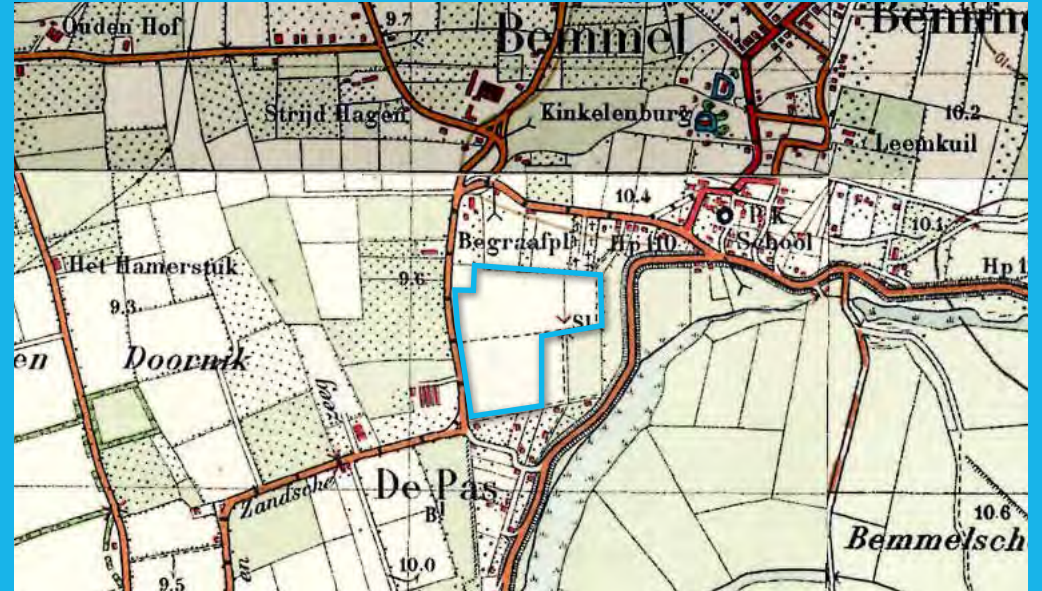 Ouden Hof
9.7
Bemmel
Bemm
10
Strijd Hagen
Kinkelenburg
10.2
Leemkuil
10.4
R.K.
School
10.1
Begraafpl.
Hp 110
Het Hamerstuk
9.6
Hp 1
9.3
Sl.
en
Doornik
De Pas
Zandsche
B
10.6
Bemmelsch
10.0
9.5